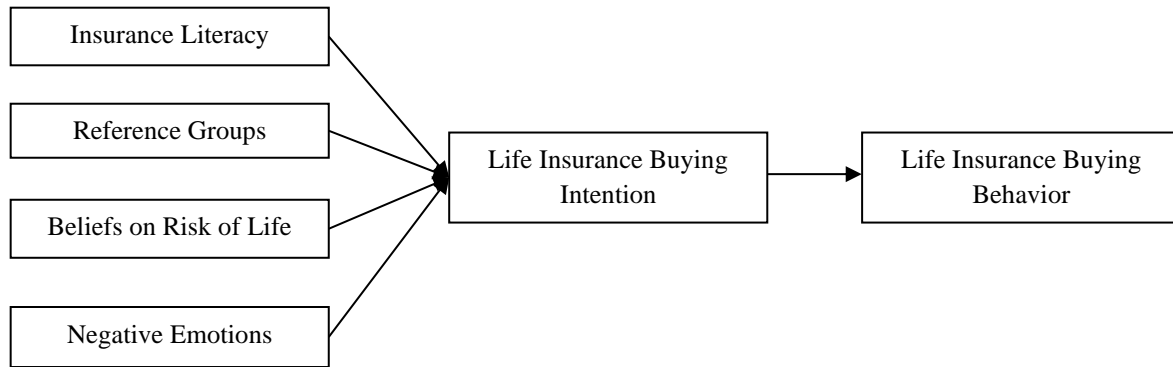 Insurance Literacy
Reference Groups
Beliefs on Risk of Life
Negative Emotions
Life Insurance Buying
Intention
Life Insurance Buying
Behavior